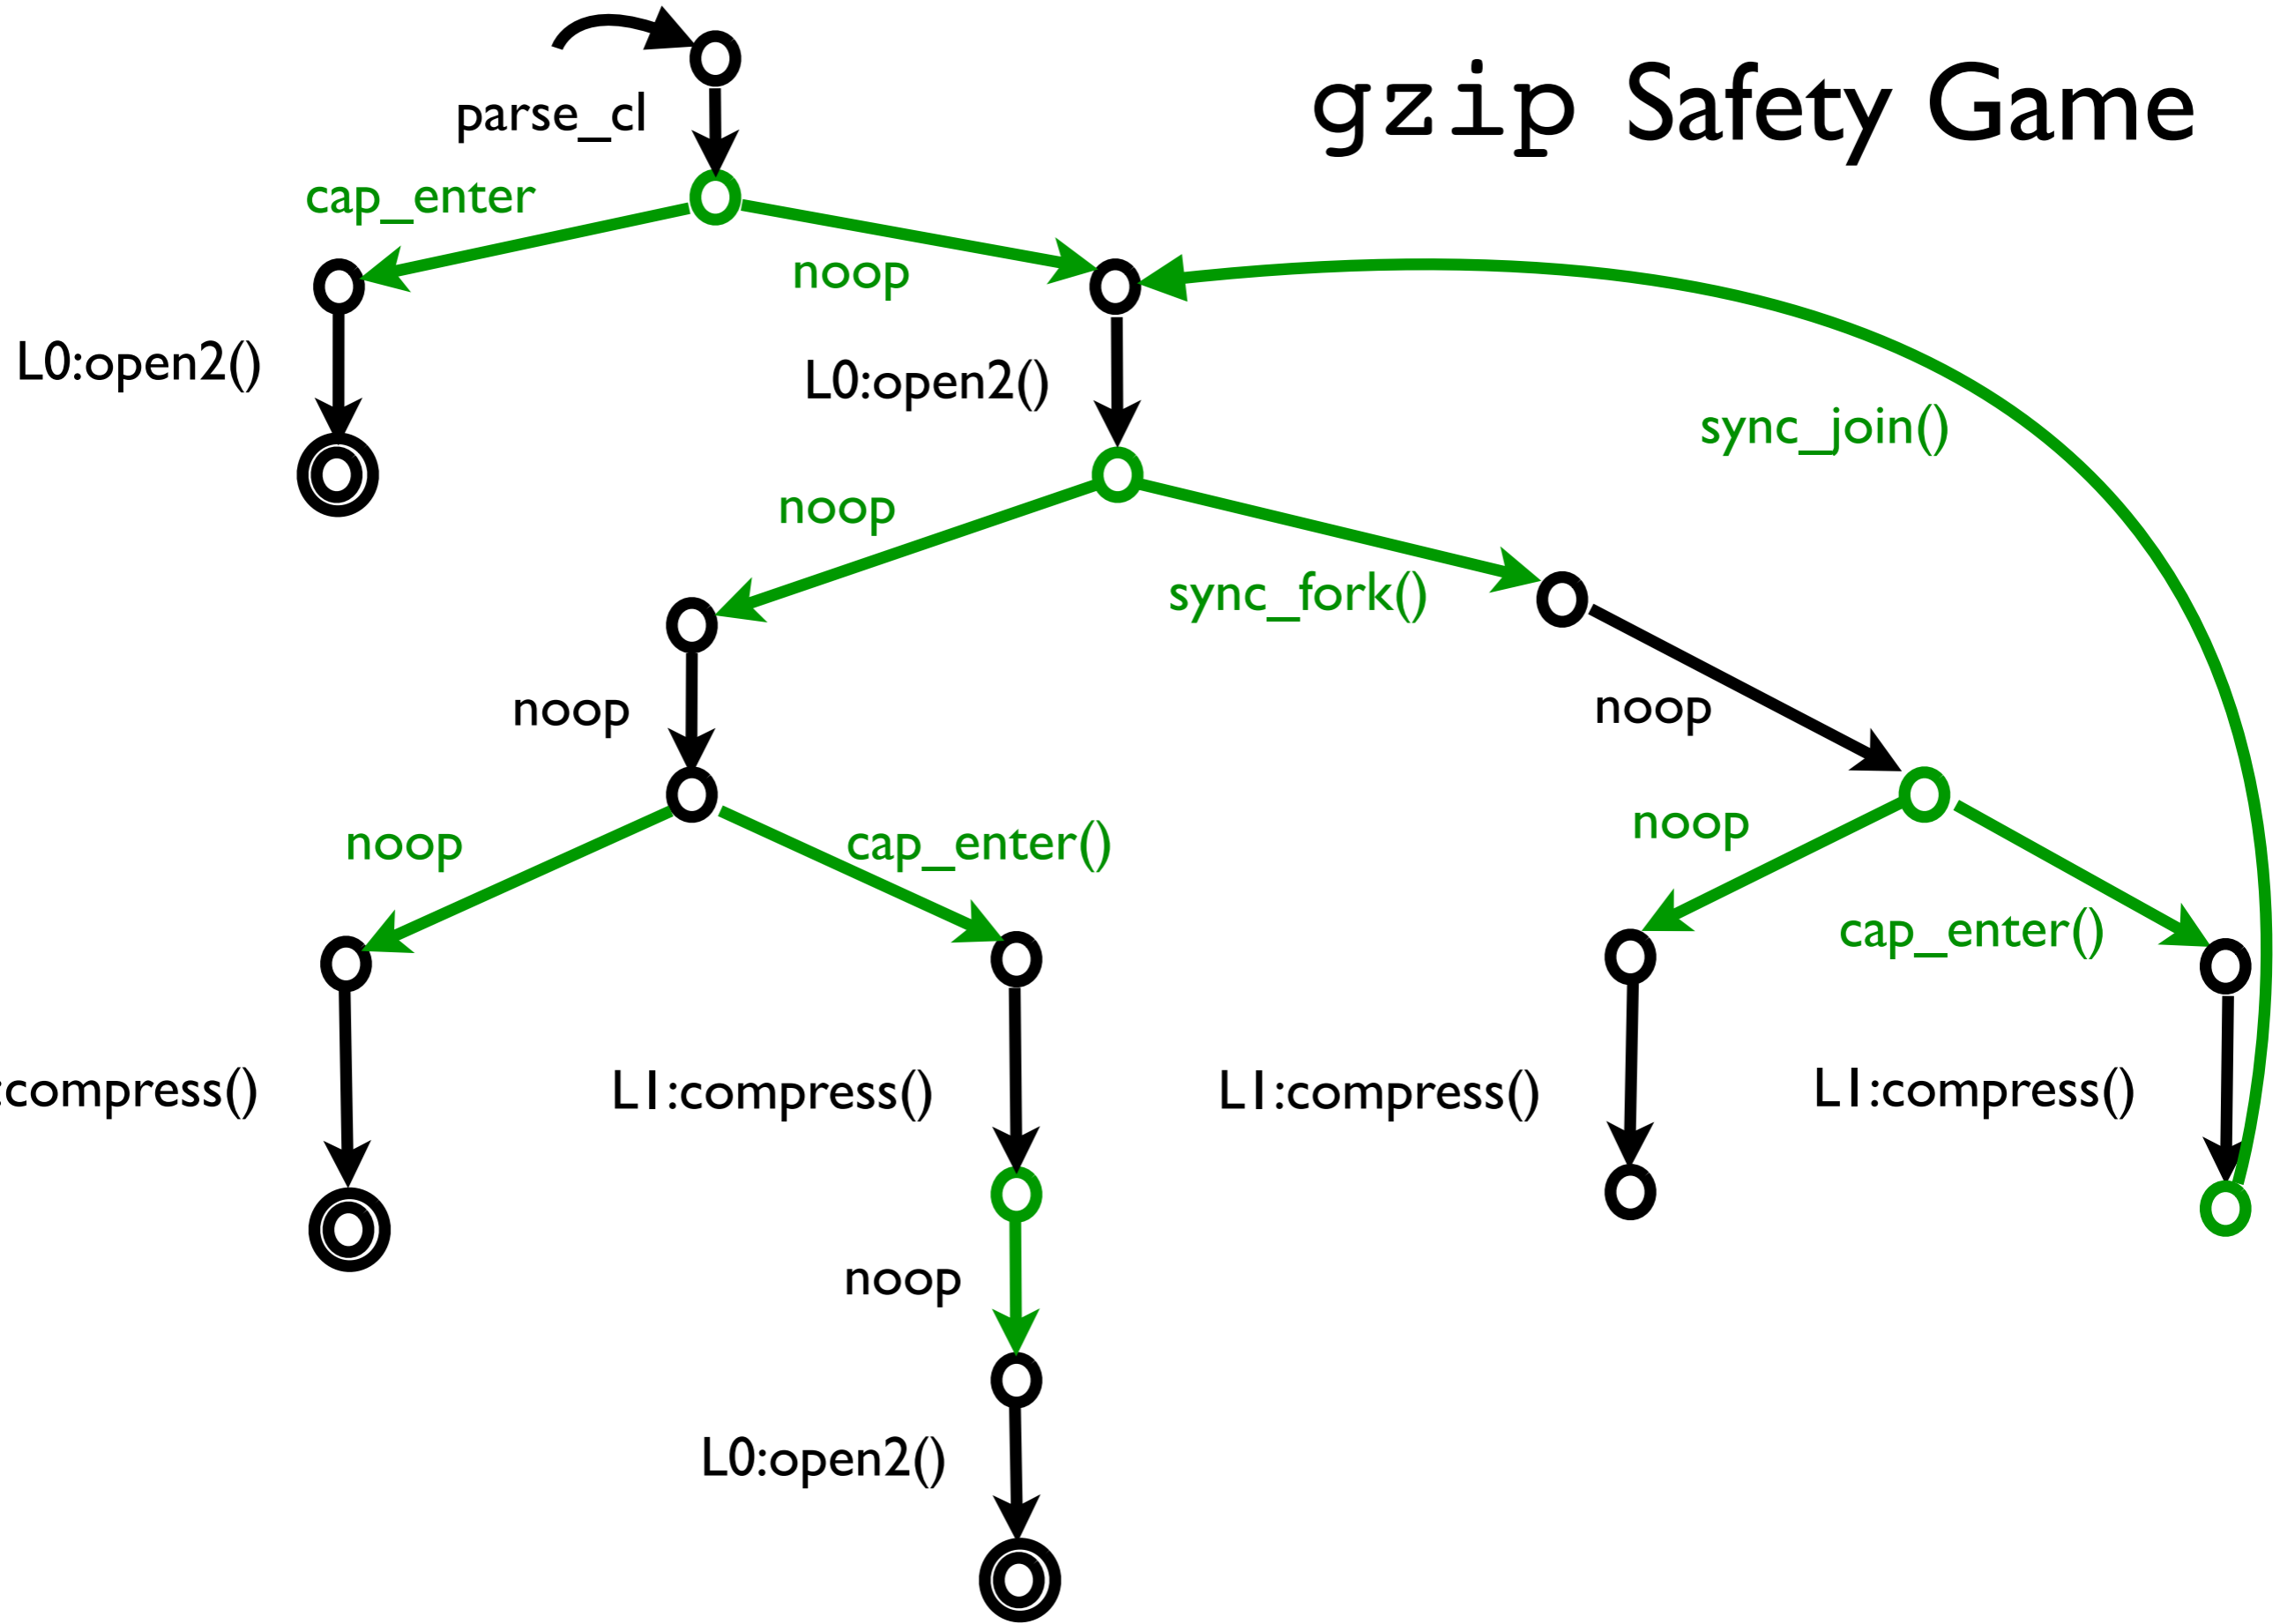 gzip Safety Game
parse_cl
cap_enter
noop
L0:open2()
L0:open2()
sync_join()
noop
sync_fork()
noop
noop
noop
cap_enter()
noop
cap_enter()
:compress()
L1:compress()
L1:compress()
L1:compress()
noop
L0:open2()